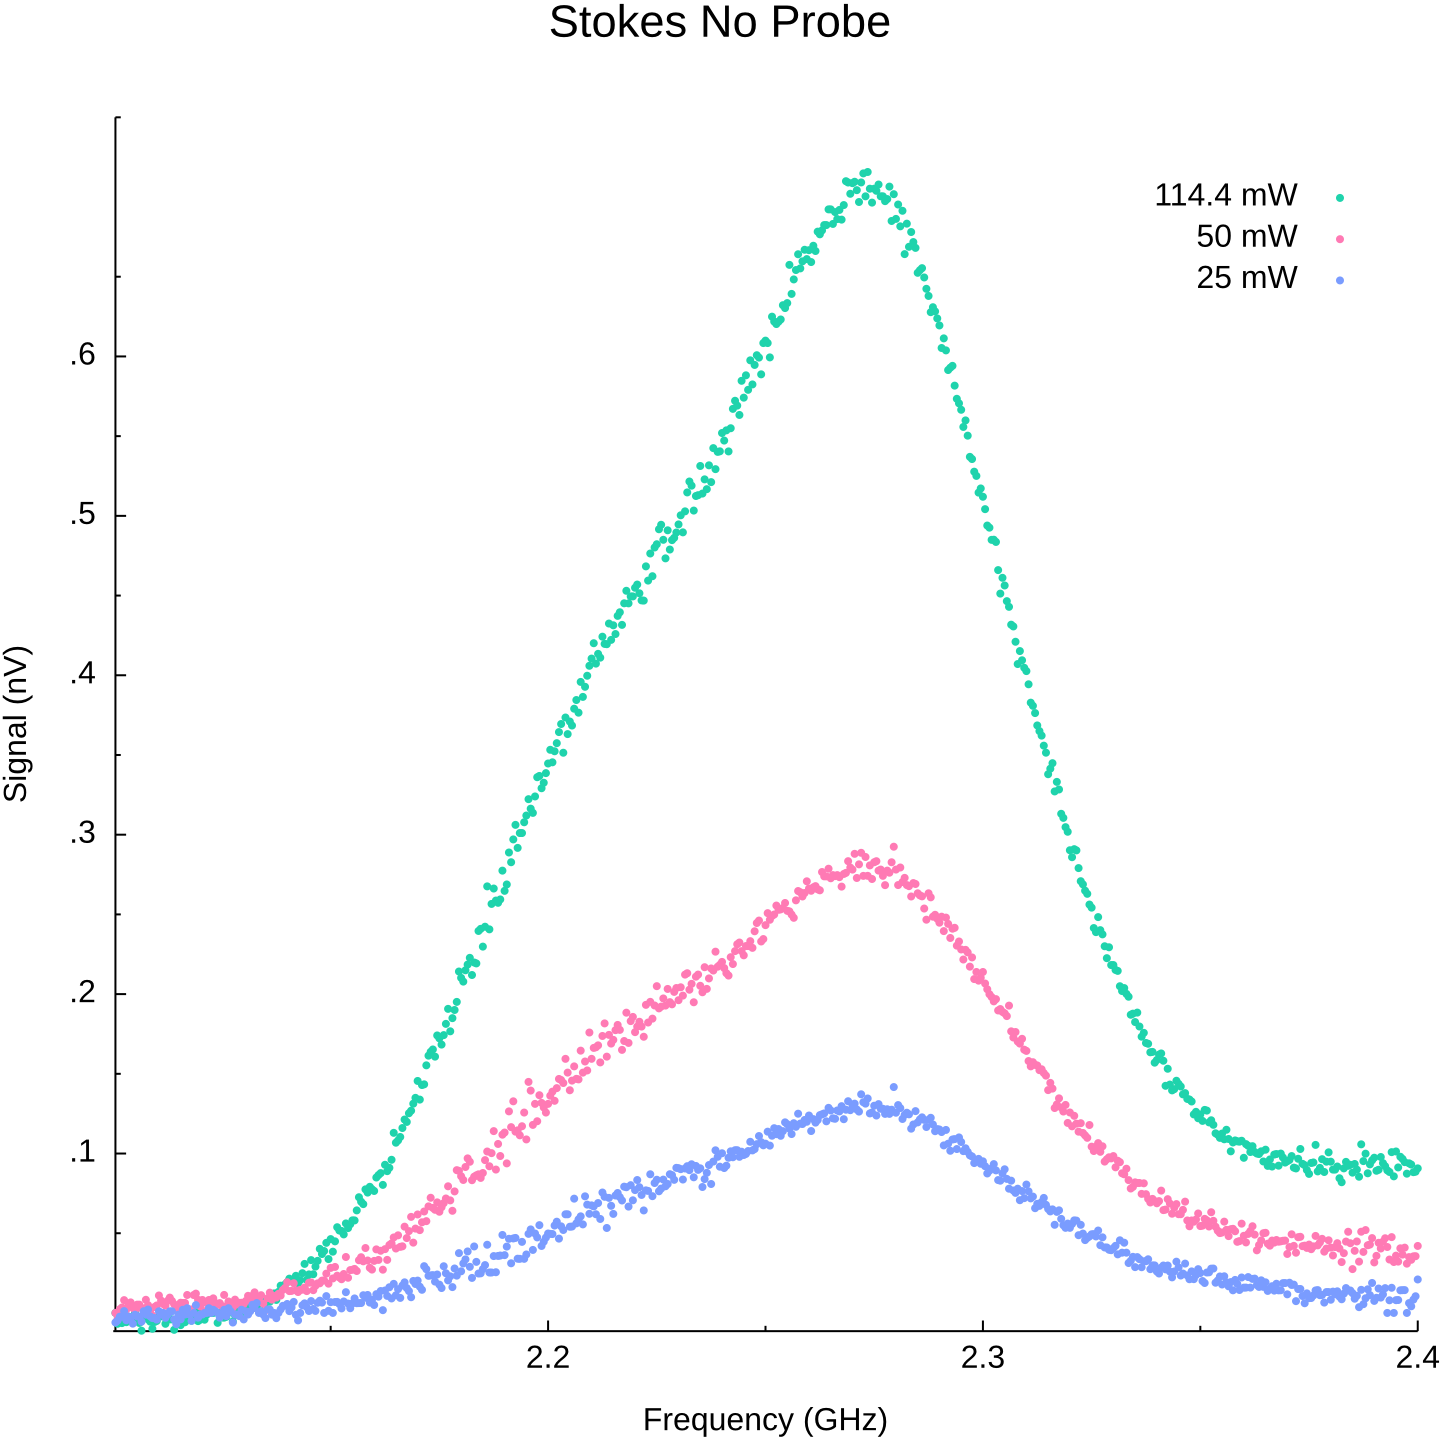 Stokes No Probe
114.4 mW
50 mW
25 mW
.6
.5
.4
.3
.2
.1
Signal (nV)
2.2
2.3
2.4
Frequency (GHz)